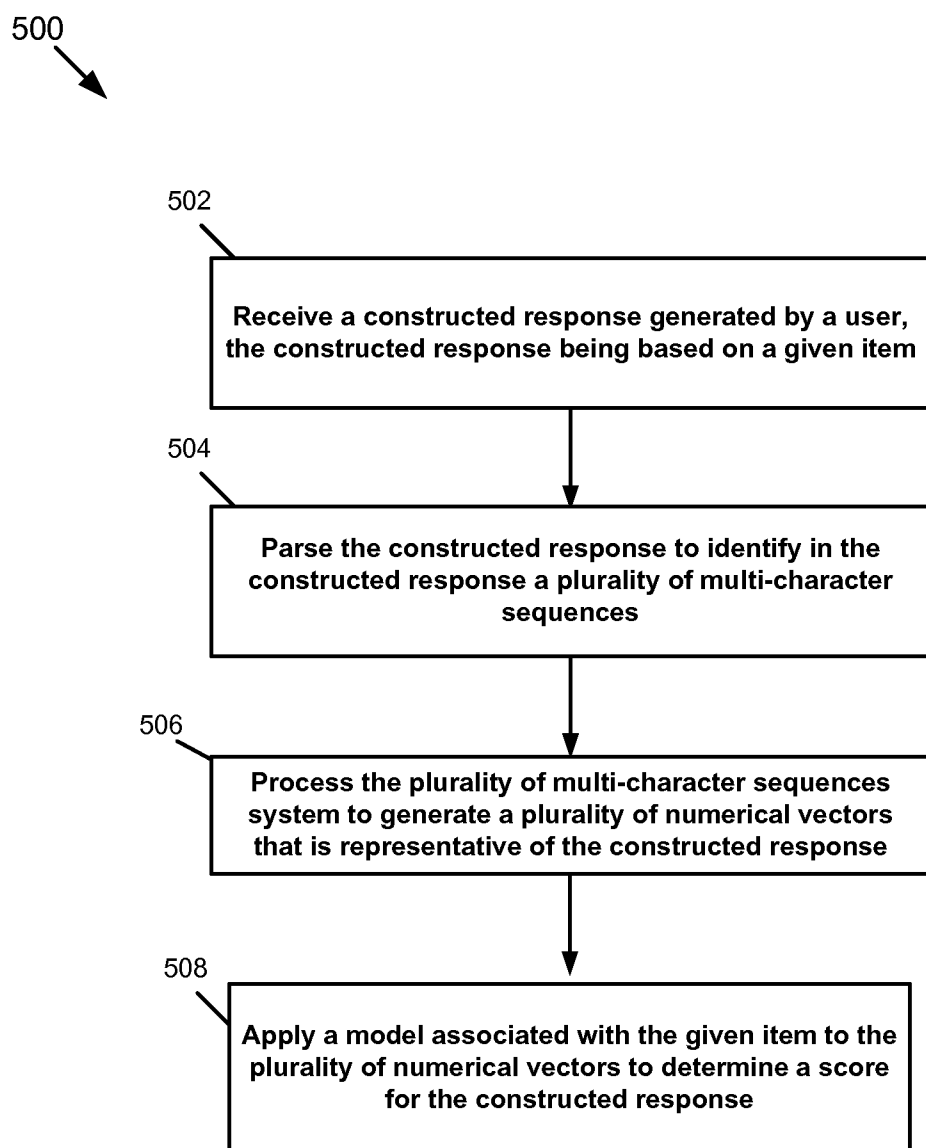 500
502
Receive a constructed response generated by a user,
the constructed response being based on a given item
504
Parse the constructed response to identify in the
constructed response a plurality of multi-character
sequences
506
Process the plurality of multi-character sequences
system to generate a plurality of numerical vectors
that is representative of the constructed response
508
Apply a model associated with the given item to the
plurality of numerical vectors to determine a score
for the constructed response